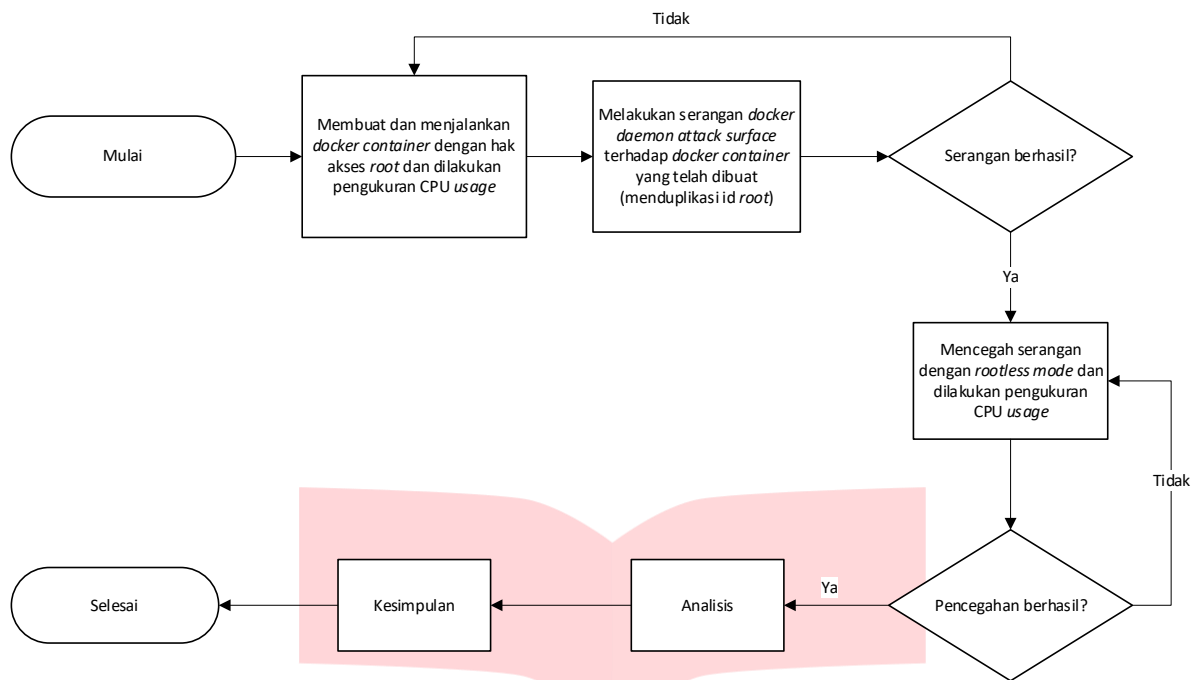 Tidak
Mulai
Membuat dan menjalankan
docker container dengan hak
akses root dan dilakukan
pengukuran CPU usage
Melakukan serangan docker
daemon attack surface
terhadap docker container
yang telah dibuat
(menduplikasi id root)
Serangan berhasil?
Ya
Mencegah serangan
dengan rootless mode dan
dilakukan pengukuran
CPU usage
Tidak
Pencegahan berhasil?
Ya
Analisis
Kesimpulan
Selesai